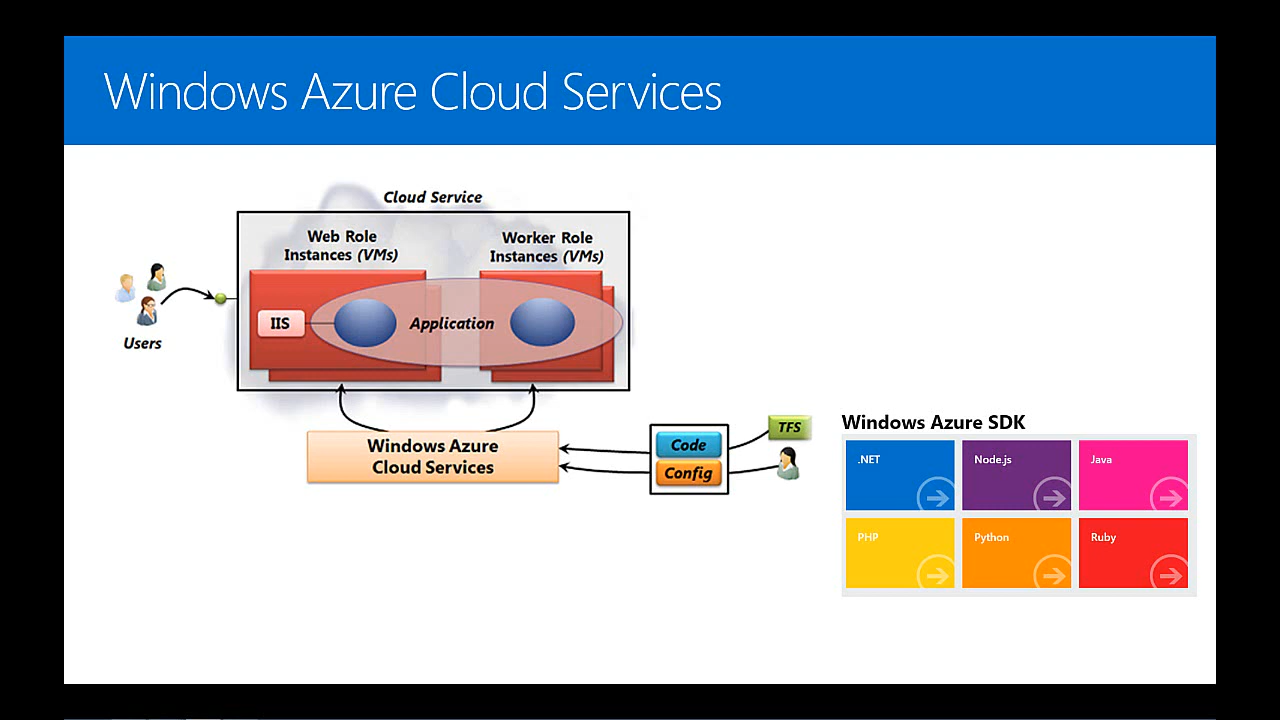 Windows Azure Cloud Services
Cloud Service
Web Role
Instances (VMs)
Worker Role
Instances (VMs)
IIS
Application
Users
Windows Azure
Cloud Services
Code
Config
TFS
Windows Azure SDK
.NET
Node.js
Java
PHP
Python
Ruby